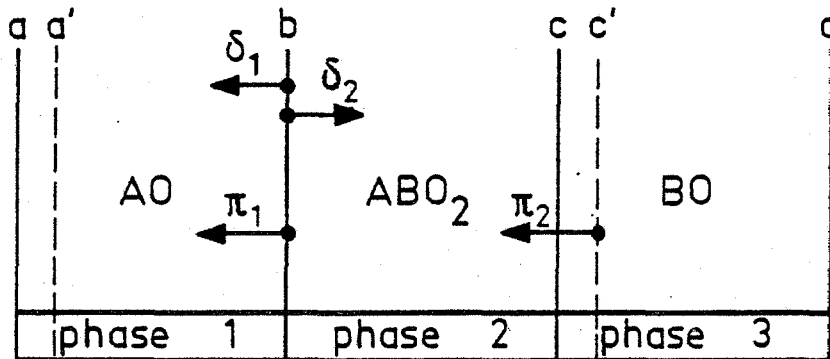 a a' b c c' d
δ₁
δ₂
AO ABO₂ BO
π₁ π₂
phase 1 phase 2 phase 3